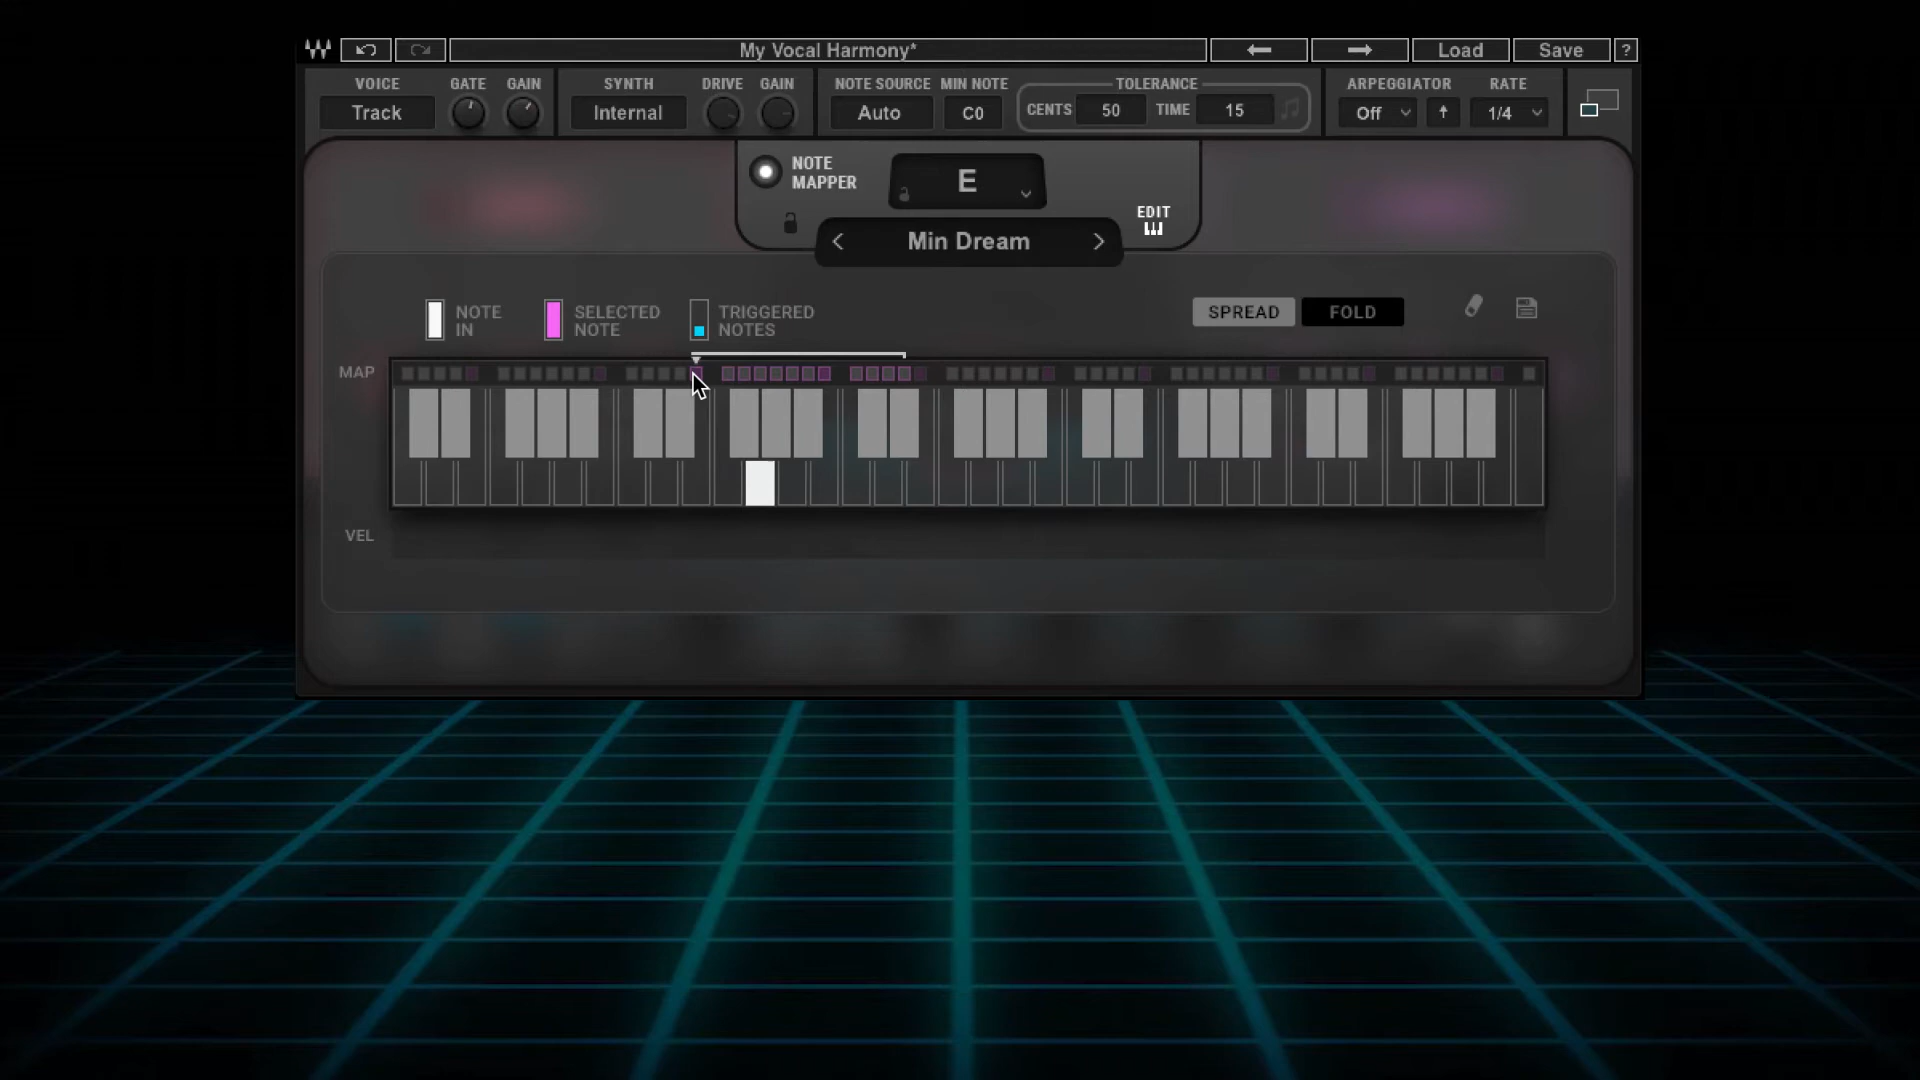 My Vocal Harmony*
Load
Save
?
VOICE
GATE
GAIN
SYNTH
DRIVE
GAIN
NOTE SOURCE
MIN NOTE
TOLERANCE
ARPEGGIATOR
RATE
Track
Internal
Auto
C0
CENTS
50
TIME
15
Off
1/4
NOTE
MAPPER
E
EDIT
Min Dream
NOTE
IN
SELECTED
NOTE
TRIGGERED
NOTES
SPREAD
FOLD
MAP
VEL